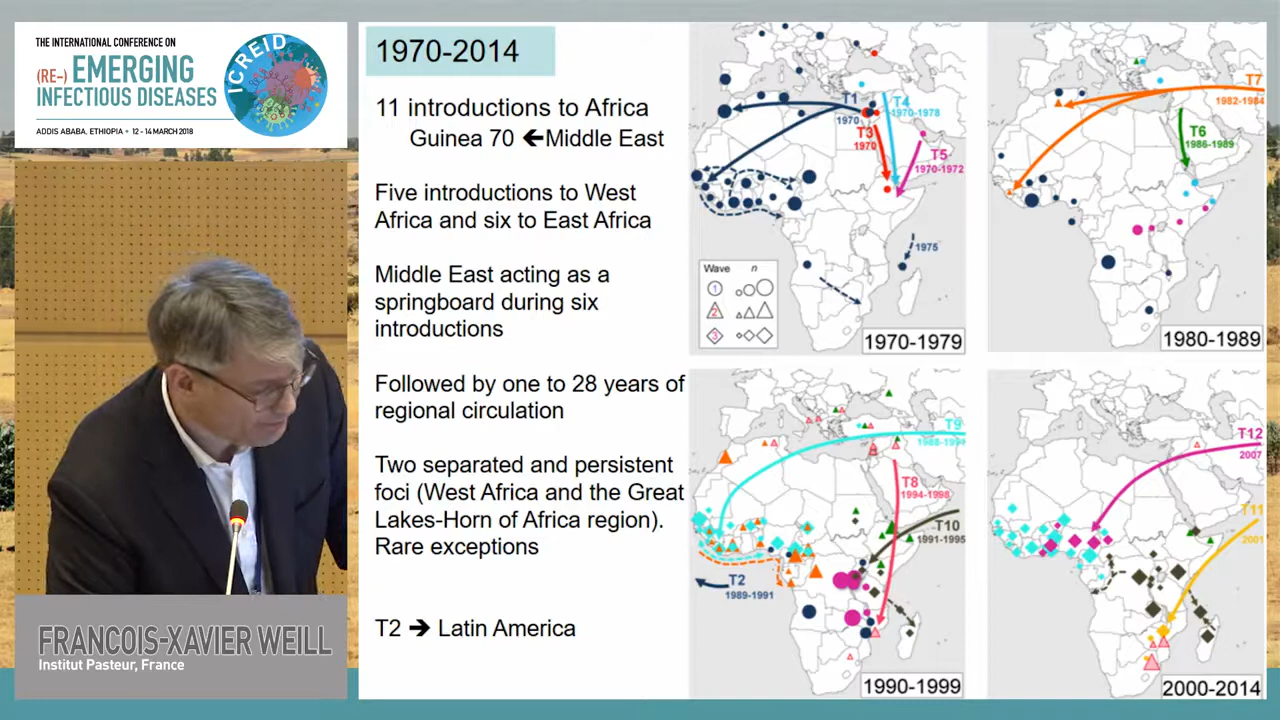 THE INTERNATIONAL CONFERENCE ON
(RE-) EMERGING
INFECTIOUS DISEASES
ADDIS ABABA, ETHIOPIA • 12 - 14 MARCH 2018
ICREID
1970-2014
11 introductions to Africa
Guinea 70 ←Middle East
Five introductions to West
Africa and six to East Africa
Middle East acting as a
springboard during six
introductions
Followed by one to 28 years of
regional circulation
Two separated and persistent
foci (West Africa and the Great
Lakes-Horn of Africa region).
Rare exceptions
T2 → Latin America
T1
1970
T4
1970-1978
T3
1970
T5
1970-1972
1975
Wave n
1
2
3
1970-1979
T7
1982-1984
T6
1986-1989
1980-1989
T9
T8
1994-1998
T10
1991-1995
T2
1989-1991
1990-1999
T12
2007
T11
2001
2000-2014
FRANCOIS-XAVIER WEILL
Institut Pasteur, France